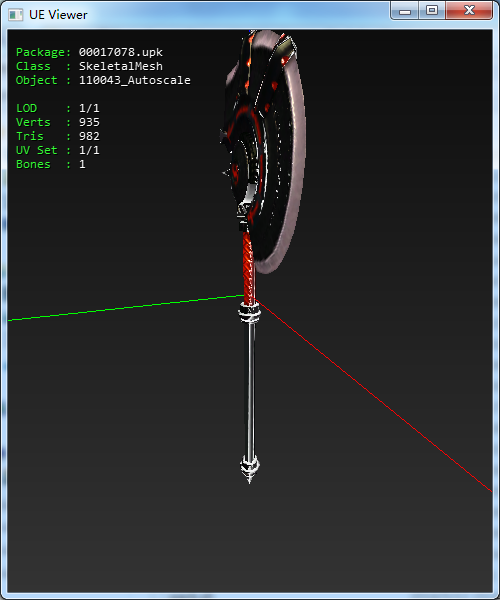 UE Viewer
Package: 00017078.upk
Class  : SkeletalMesh
Object : 110043_Autoscale
LOD    : 1/1
Verts  : 935
Tris   : 982
UV Set : 1/1
Bones  : 1